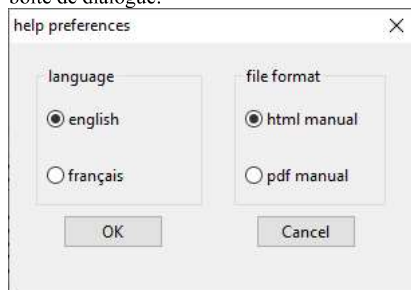 boîte de dialogue:
help preferences
language
file format
english
html manual
français
pdf manual
OK
Cancel